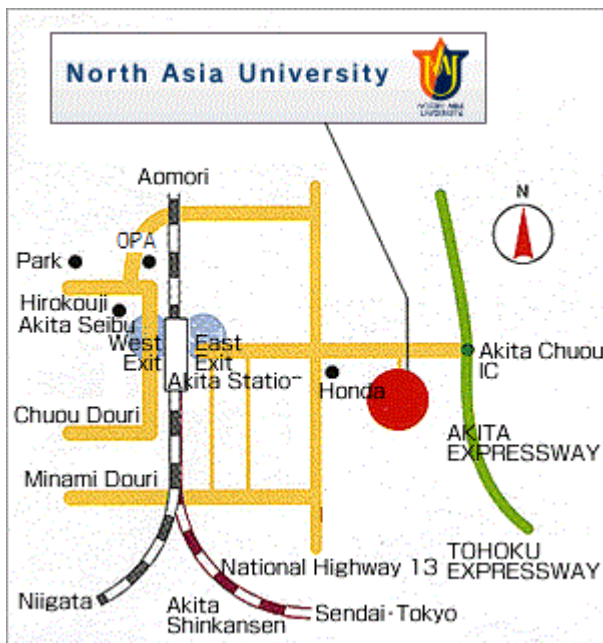 North Asia University
NORTH ASIA
UNIVERSITY
N
Aomori
OPA
Park
Hirokouji
Akita Seibu
West
Exit
East
Exit
Akita Chuou
IC
Akita Statio
Honda
Chuou Douri
AKITA
EXPRESSWAY
Minami Douri
National Highway 13
TOHOKU
EXPRESSWAY
Niigata
Akita
Shinkansen
Sendai・Tokyo